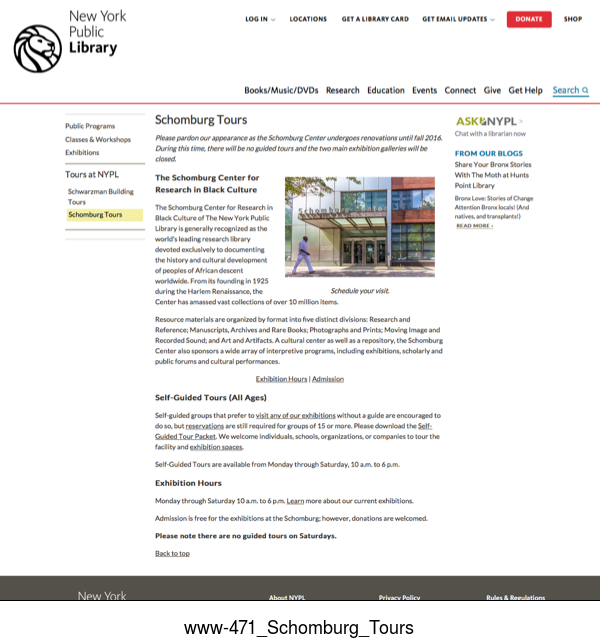 New York
Public
Library
LOG IN LOCATIONS GET A LIBRARY CARD GET EMAIL UPDATES DONATE SHOP
Books/Music/DVDs Research Education Events Connect Give Get Help Search
Public Programs
Classes & Workshops
Exhibitions
Tours at NYPL
Schwarzman Building
Tours
Schomburg Tours
Schomburg Tours
Please pardon our appearance as the Schomburg Center undergoes renovations until fall 2016.
During this time, there will be no guided tours and the two main exhibition galleries will be
closed.
The Schomburg Center for
Research in Black Culture
The Schomburg Center for Research in
Black Culture of The New York Public
Library is generally recognized as the
world's leading research library
devoted exclusively to documenting
the history and cultural development
of peoples of African descent
worldwide. From its founding in 1925
during the Harlem Renaissance, the
Center has amassed vast collections of over 10 million items.
Schedule your visit.
Resource materials are organized by format into five distinct divisions: Research and
Reference; Manuscripts, Archives and Rare Books; Photographs and Prints; Moving Image and
Recorded Sound; and Art and Artifacts. A cultural center as well as a repository, the Schomburg
Center also sponsors a wide array of interpretive programs, including exhibitions, scholarly and
public forums and cultural performances.
Exhibition Hours | Admission
Self-Guided Tours (All Ages)
Self-guided groups that prefer to visit any of our exhibitions without a guide are encouraged to
do so, but reservations are still required for groups of 15 or more. Please download the Self-
Guided Tour Packet. We welcome individuals, schools, organizations, or companies to tour the
facility and exhibition spaces.
Self-Guided Tours are available from Monday through Saturday, 10 a.m. to 6 p.m.
Exhibition Hours
Monday through Saturday 10 a.m. to 6 p.m. Learn more about our current exhibitions.
Admission is free for the exhibitions at the Schomburg; however, donations are welcomed.
Please note there are no guided tours on Saturdays.
Back to top
ASK NYPL >
Chat with a librarian now
FROM OUR BLOGS
Share Your Bronx Stories
With The Moth at Hunts
Point Library
Bronx Love: Stories of Change
Attention Bronx locals! (And
natives, and transplants!)
READ MORE ›
New York
About NYPL Privacy Policy Rules & Regulations
www-471_Schomburg_Tours